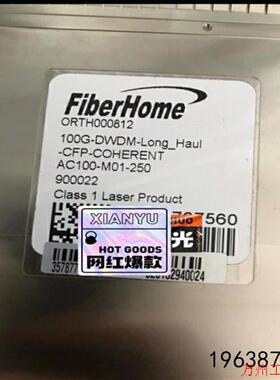 FiberHome
ORTH000812
100G-DWDM-Long_Haul
-CFP-COHERENT
AC100-M01-250
900022
Class 1 Laser Product
XIANYU
560
光
HOT GOODS
网红爆款
196387